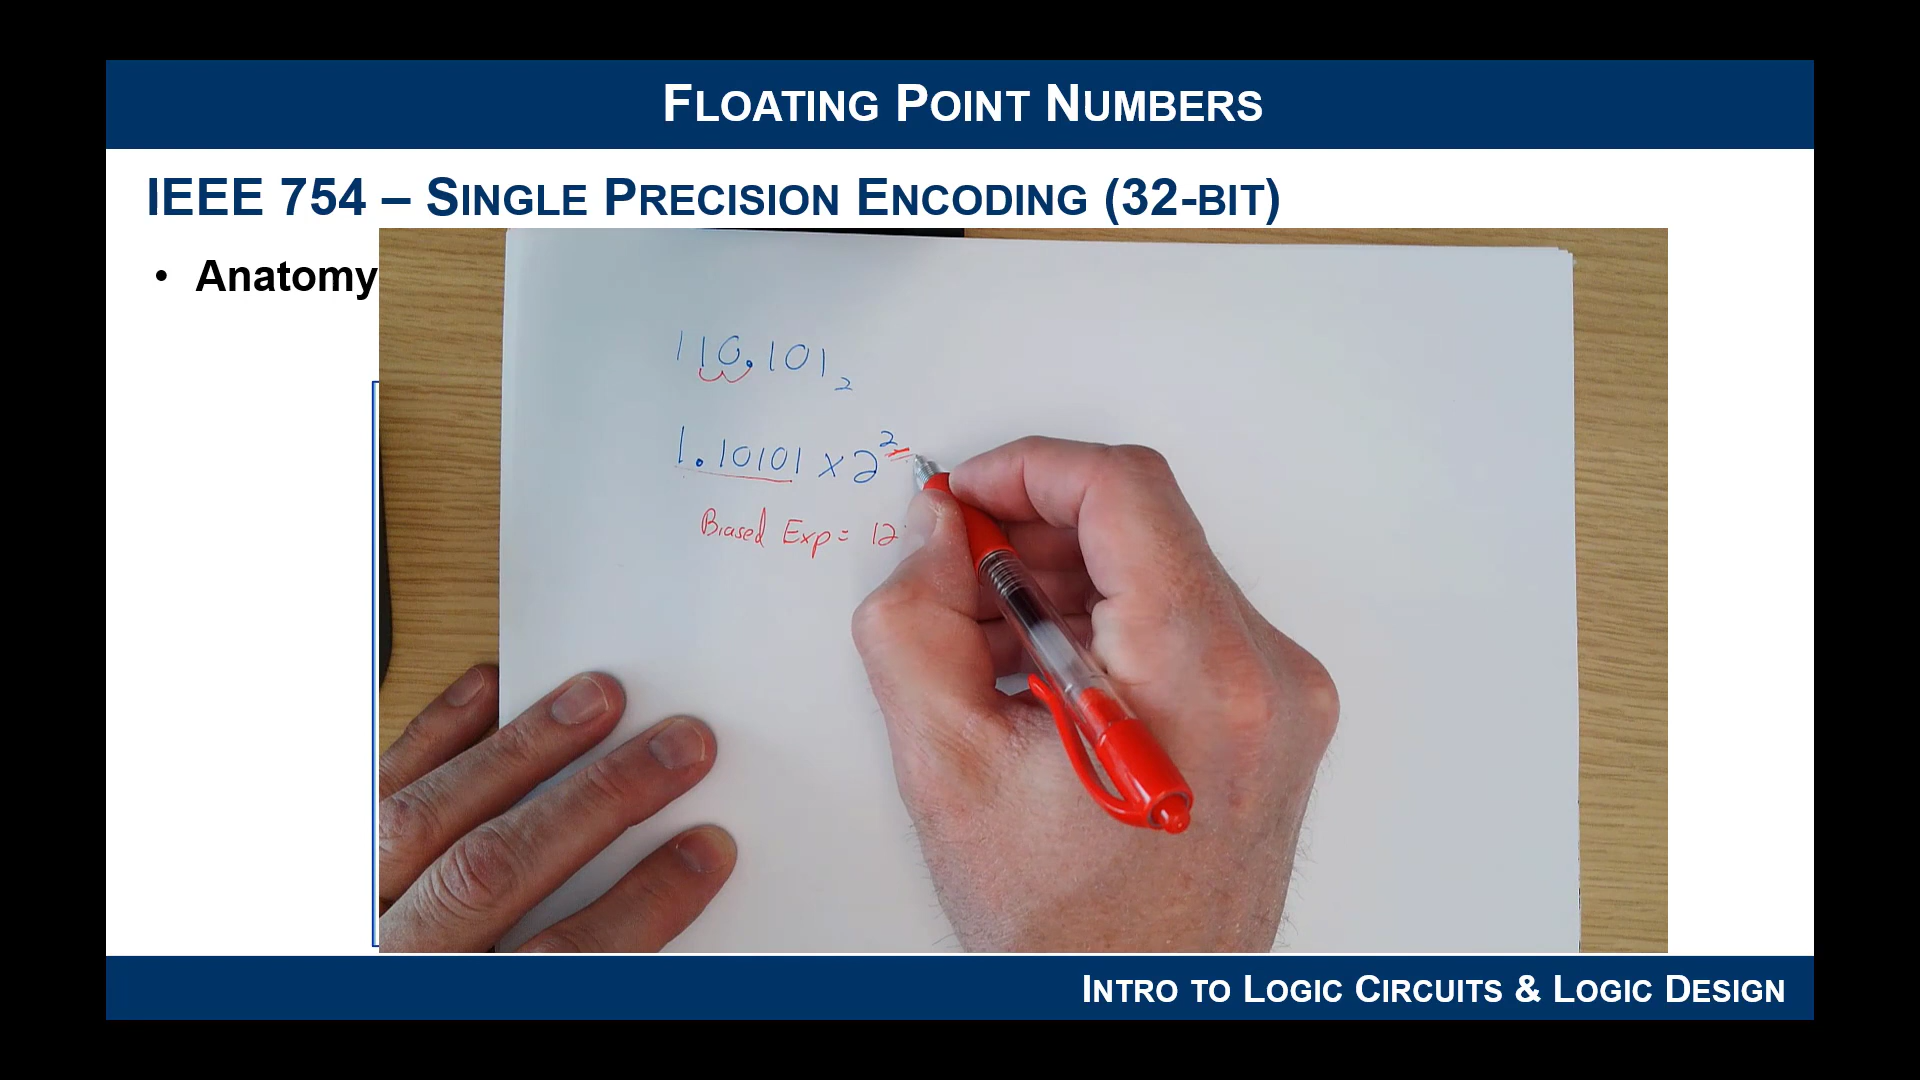 FLOATING POINT NUMBERS
IEEE 754 – SINGLE PRECISION ENCODING (32-BIT)
• Anatomy
110.101₂
1.10101 x 2²
Biased Exp = 12
INTRO TO LOGIC CIRCUITS & LOGIC DESIGN